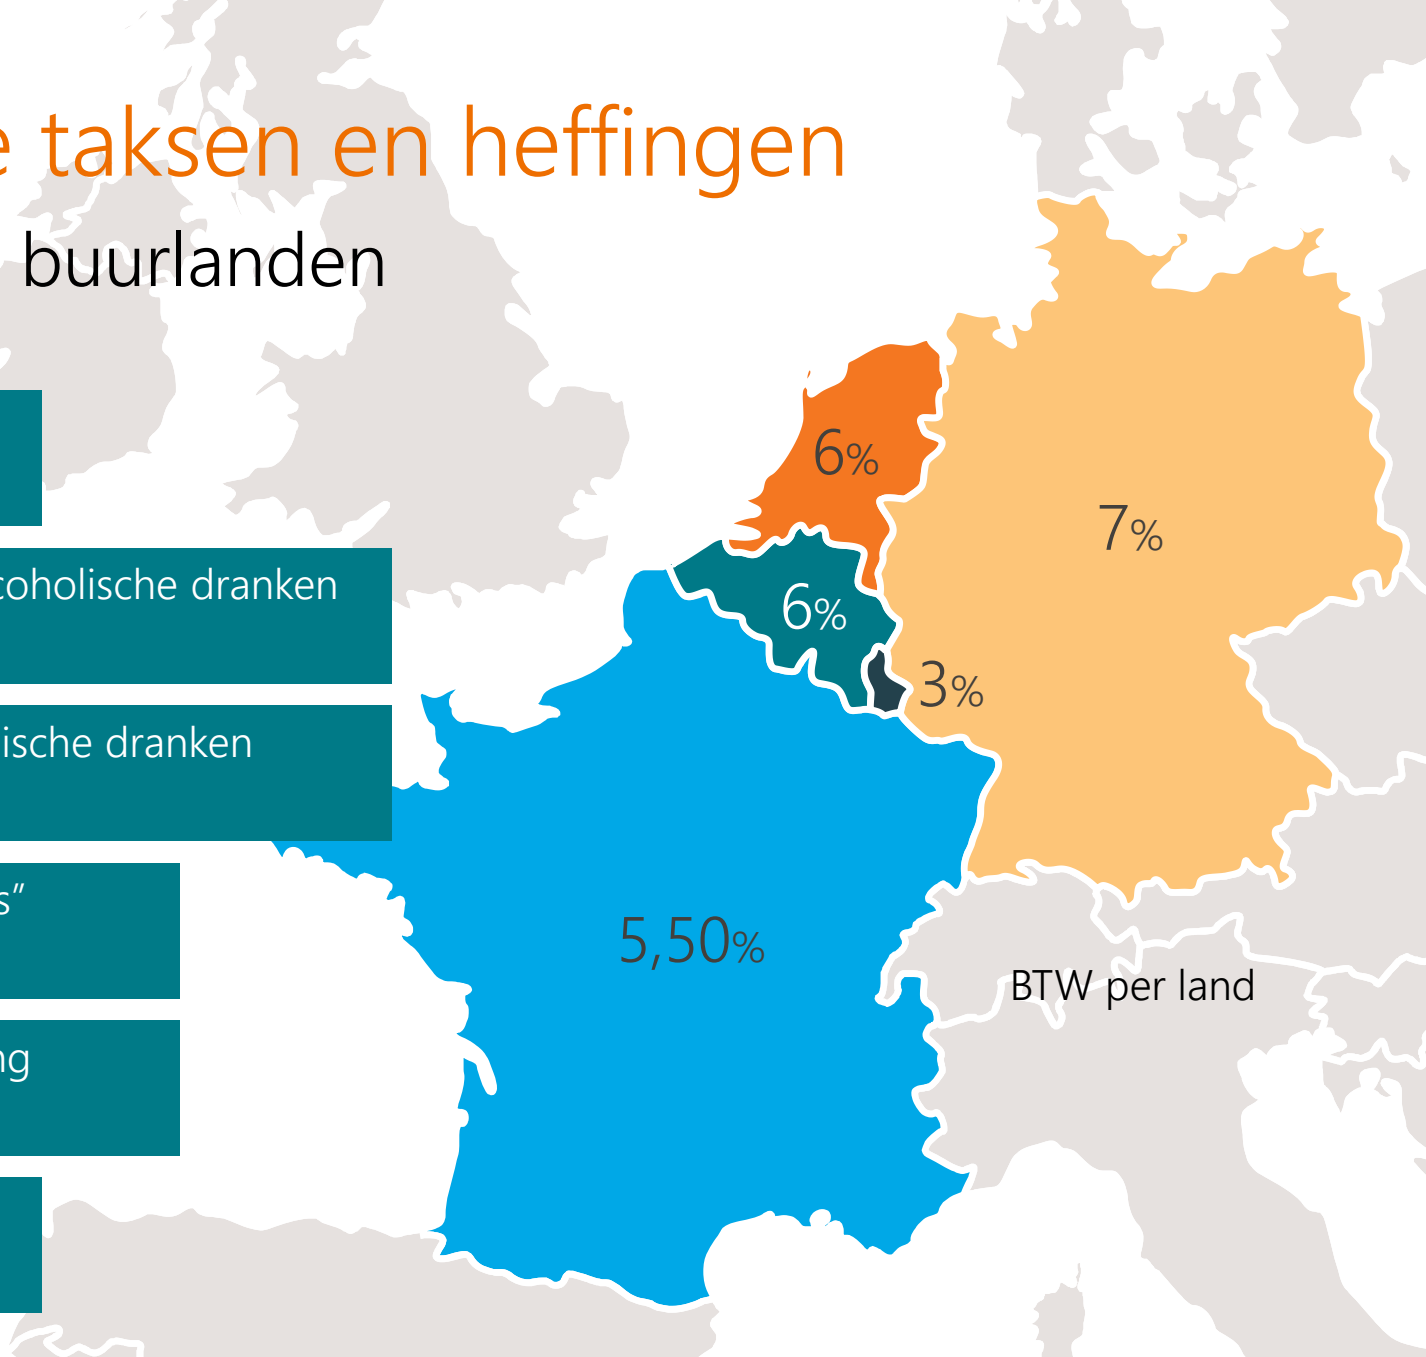 e taksen en heffingen
buurlanden
6%
7%
coholische dranken
6%
3%
ische dranken
s”
5,50%
BTW per land
ng